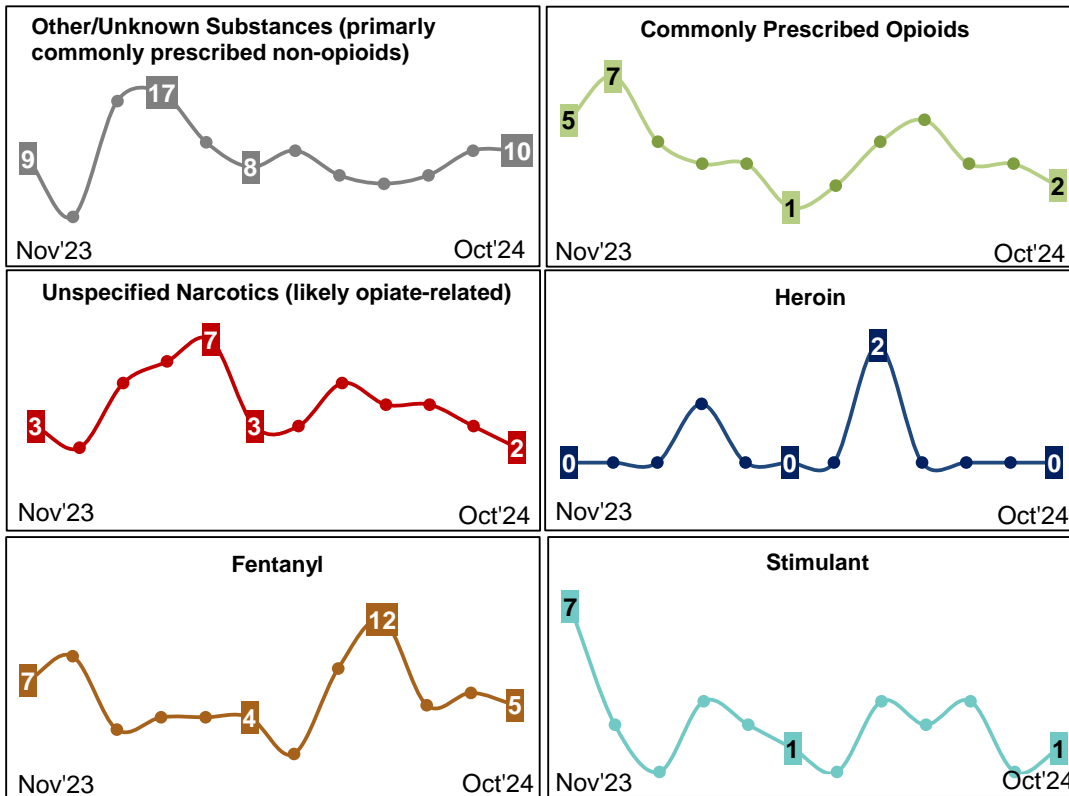 Other/Unknown Substances (primarly
commonly prescribed non-opioids)
17
9
8
10
Nov'23
Oct'24
Commonly Prescribed Opioids
7
5
1
2
Nov'23
Oct'24
Unspecified Narcotics (likely opiate-related)
7
3
3
2
Nov'23
Oct'24
Heroin
2
0
0
0
Nov'23
Oct'24
Fentanyl
12
7
4
5
Nov'23
Oct'24
Stimulant
7
1
1
Nov'23
Oct'24